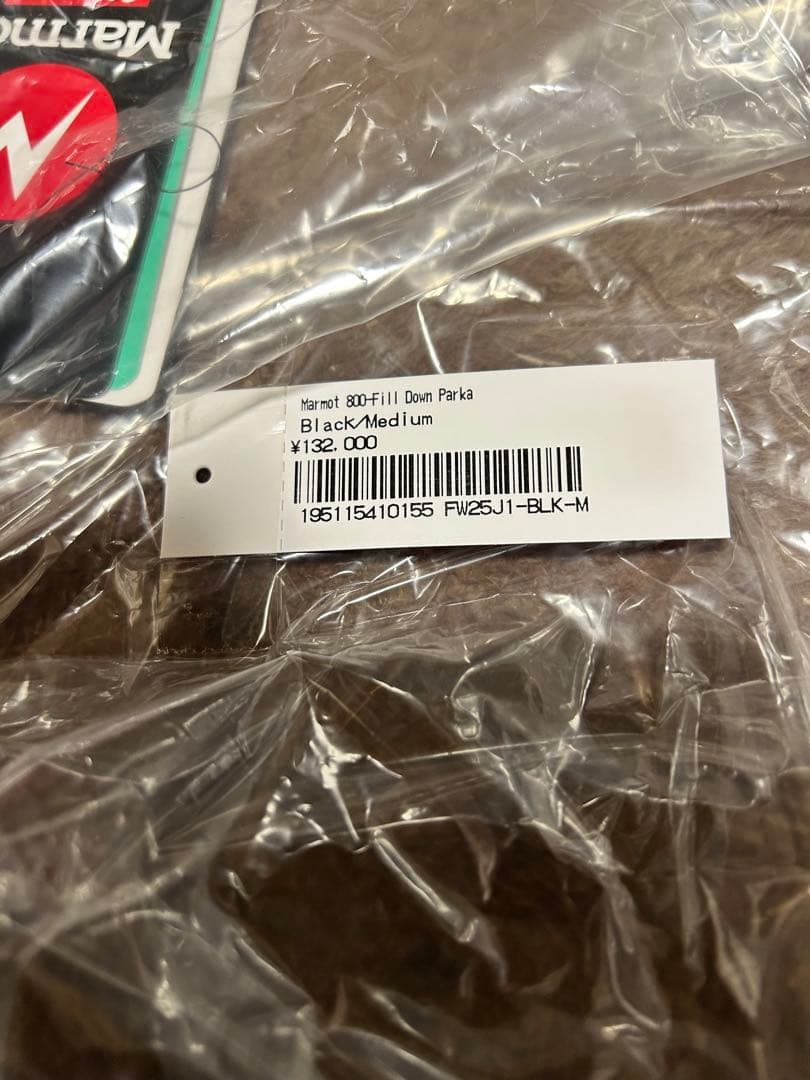 Marmot
Marmot 800-Fill Down Parka
Black/Medium
¥132.000
195115410155 FW25J1-BLK-M